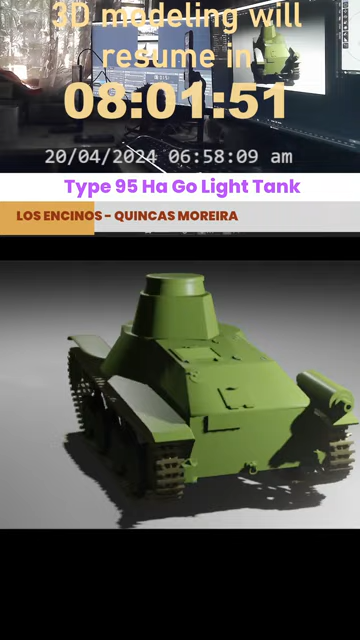 3D modeling will
resume in
08:01:51
20/04/2024 06:58:09 am
Type 95 Ha Go Light Tank
LOS ENCINOS - QUINCAS MOREIRA